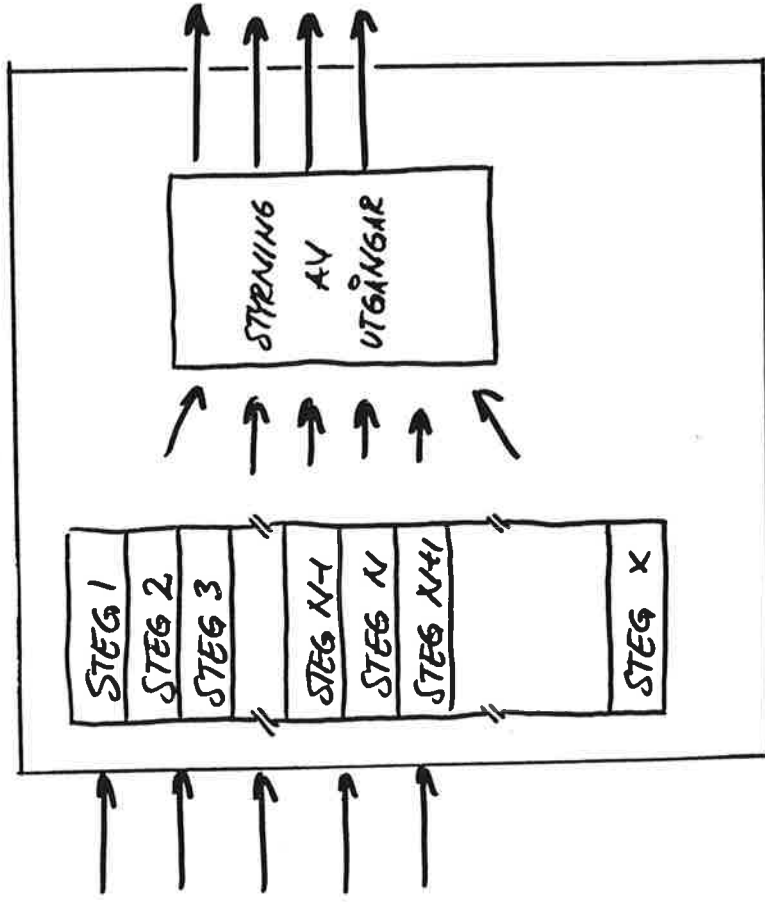 STEG 1
STEG 2
STEG 3
STEG N-1
STEG N
STEG N+1
STEG X
STYRNING
AV
UTGÅNGAR